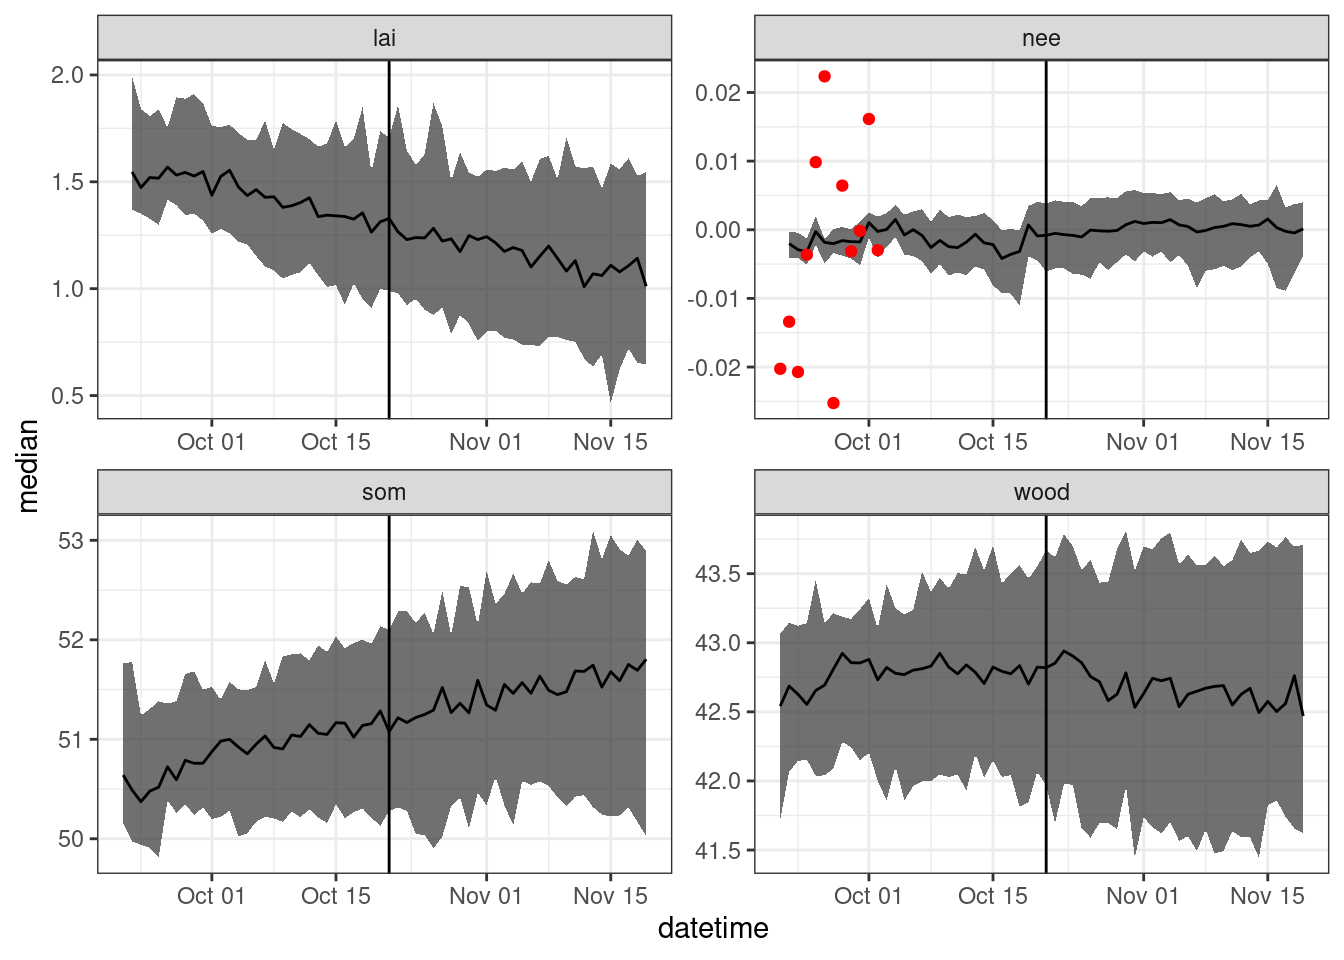 lai
nee
2.0
1.5
1.0
0.5
0.02
0.01
0.00
-0.01
-0.02
Oct 01 Oct 15 Nov 01 Nov 15
Oct 01 Oct 15 Nov 01 Nov 15
median
som
wood
53
52
51
50
43.5
43.0
42.5
42.0
41.5
Oct 01 Oct 15 Nov 01 Nov 15
Oct 01 Oct 15 Nov 01 Nov 15
datetime